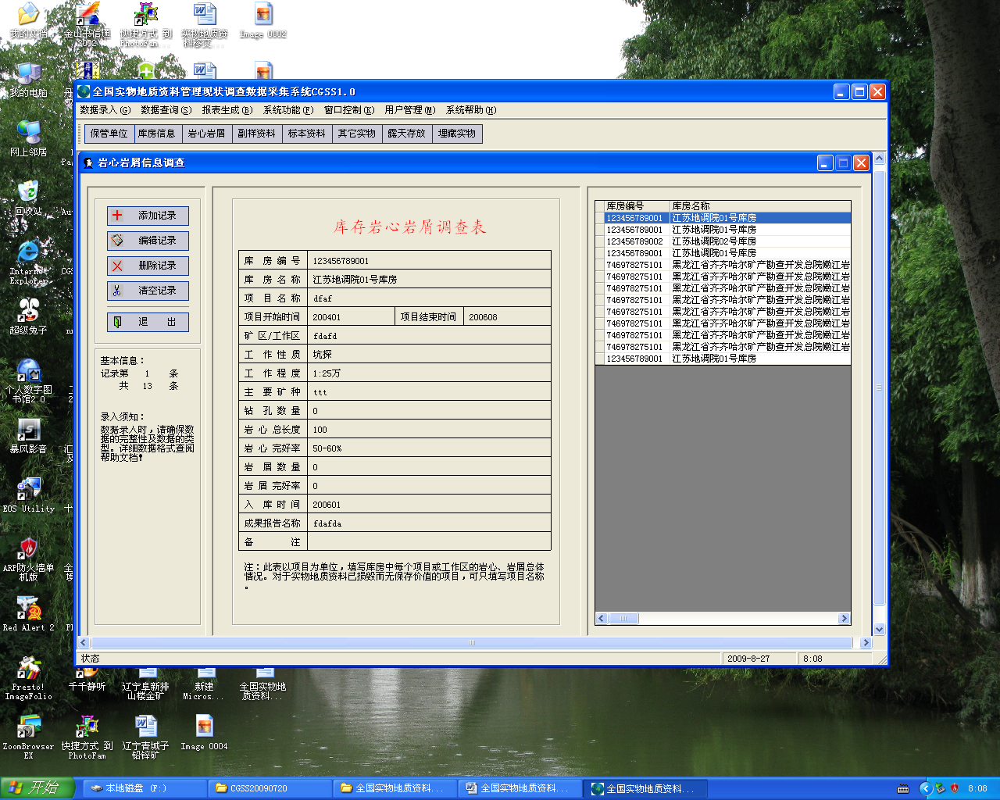 我的文档
金山书信通 2002
快捷方式 到 PhotoFam...
实物地质资料移交...
Image 0002
我的电脑
网上邻居
回收站
Internet Explorer
超级兔子
个人数字图书馆2.0
暴风影音
EOS Utility
ARP防火墙单机版
Red Alert 2
Presto! ImageFolio
千千静听
辽宁阜新排山楼金矿
新建 Micros...
全国实物地质资料...
ZoomBrowser EX
快捷方式 到 PhotoFam
辽宁青城子铅锌矿
Image 0004
全国实物地质资料管理现状调查数据采集系统CGSS1.0
数据录入(G) 数据查询(S) 报表生成(D) 系统功能(F) 窗口控制(K) 用户管理(M) 系统帮助(H)
保管单位 库房信息 岩心岩屑 副样资料 标本资料 其它实物 露天存放 埋藏实物
岩心岩屑信息调查
添加记录
编辑记录
删除记录
清空记录
退 出
基本信息：
记录第 1 条
共 13 条
录入须知：
数据录入时，请确保数
据的完整性及数据的类
型。详细数据格式查阅
帮助文档！
库存岩心岩屑调查表
库 房 编 号 123456789001
库 房 名 称 江苏地调院01号库房
项 目 名 称 dfaf
项目开始时间 200401 项目结束时间 200608
矿 区/工作区 fdafd
工 作 性 质 坑探
工 作 程 度 1:25万
主 要 矿 种 ttt
钻 孔 数 量 0
岩 心 总长度 100
岩 心 完好率 50-60%
岩 屑 数 量 0
岩 屑 完好率 0
入 库 时 间 200601
成果报告名称 fdafda
备 注
注：此表以项目为单位，填写库房中每个项目或工作区的岩心、岩屑总体
情况。对于实物地质资料已损毁而无保存价值的项目，可只填写项目名称
。
库房编号 库房名称
123456789001 江苏地调院01号库房
123456789001 江苏地调院01号库房
123456789002 江苏地调院02号库房
123456789001 江苏地调院01号库房
746978275101 黑龙江省齐齐哈尔矿产勘查开发总院嫩江岩
746978275101 黑龙江省齐齐哈尔矿产勘查开发总院嫩江岩
746978275101 黑龙江省齐齐哈尔矿产勘查开发总院嫩江岩
746978275101 黑龙江省齐齐哈尔矿产勘查开发总院嫩江岩
746978275101 黑龙江省齐齐哈尔矿产勘查开发总院嫩江岩
746978275101 黑龙江省齐齐哈尔矿产勘查开发总院嫩江岩
746978275101 黑龙江省齐齐哈尔矿产勘查开发总院嫩江岩
746978275101 黑龙江省齐齐哈尔矿产勘查开发总院嫩江岩
123456789001 江苏地调院01号库房
状态 2009-8-27 8:08
开始 本地磁盘 (F:) CGSS20090720 全国实物地质资料... 全国实物地质资料... 全国实物地质资料... 8:08